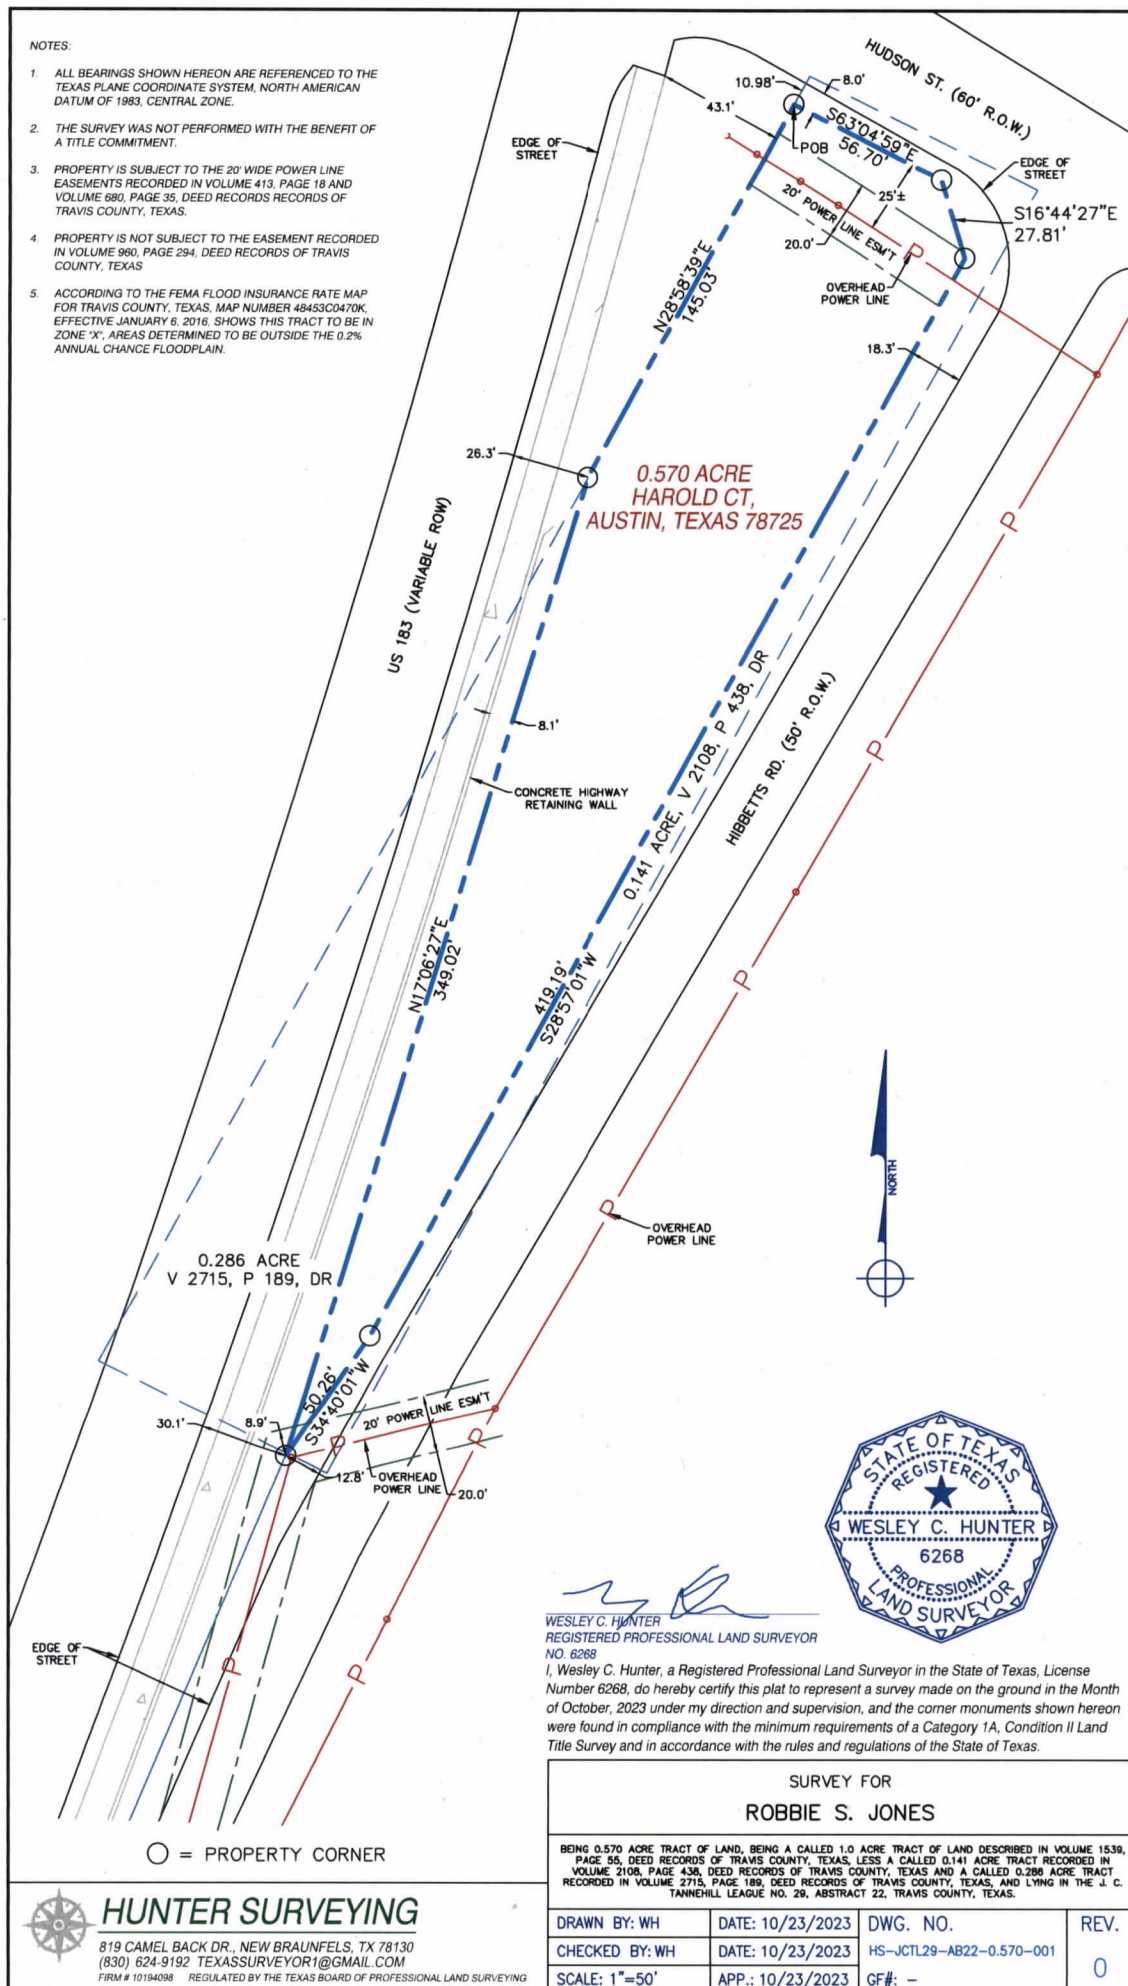 NOTES:
1. ALL BEARINGS SHOWN HEREON ARE REFERENCED TO THE
TEXAS PLANE COORDINATE SYSTEM, NORTH AMERICAN
DATUM OF 1983, CENTRAL ZONE.
2. THE SURVEY WAS NOT PERFORMED WITH THE BENEFIT OF
A TITLE COMMITMENT.
3. PROPERTY IS SUBJECT TO THE 20' WIDE POWER LINE
EASEMENTS RECORDED IN VOLUME 413, PAGE 18 AND
VOLUME 680, PAGE 35, DEED RECORDS RECORDS OF
TRAVIS COUNTY, TEXAS.
4. PROPERTY IS NOT SUBJECT TO THE EASEMENT RECORDED
IN VOLUME 960, PAGE 294, DEED RECORDS OF TRAVIS
COUNTY, TEXAS
5. ACCORDING TO THE FEMA FLOOD INSURANCE RATE MAP
FOR TRAVIS COUNTY, TEXAS, MAP NUMBER 48453C0470K,
EFFECTIVE JANUARY 6, 2016, SHOWS THIS TRACT TO BE IN
ZONE "X", AREAS DETERMINED TO BE OUTSIDE THE 0.2%
ANNUAL CHANCE FLOODPLAIN.
HUDSON ST. (60' R.O.W.)
10.98'
8.0'
43.1'
EDGE OF
STREET
POB
S63°04'59"E
56.70'
EDGE OF
STREET
25'±
S16°44'27"E
27.81'
20' POWER LINE ESM'T
20.0'
P
OVERHEAD
POWER LINE
N28°58'39"E
145.03'
18.3'
26.3'
0.570 ACRE
HAROLD CT,
AUSTIN, TEXAS 78725
P
US 183 (VARIABLE ROW)
8.1'
0.141 ACRE, V 2108, P 438, DR
HIBBETTS RD. (50' R.O.W.)
P
CONCRETE HIGHWAY
RETAINING WALL
N17°06'27"E
349.02'
419.19'
S28°57'01"W
P
NORTH
P
OVERHEAD
POWER LINE
0.286 ACRE
V 2715, P 189, DR
50.26'
S34°40'01"W
20' POWER LINE ESM'T
30.1'
8.9'
P
P
12.8'
OVERHEAD
POWER LINE
20.0'
EDGE OF
STREET
P
P
STATE OF TEXAS
REGISTERED
WESLEY C. HUNTER
6268
PROFESSIONAL
LAND SURVEYOR
WESLEY C. HUNTER
REGISTERED PROFESSIONAL LAND SURVEYOR
NO. 6268
I, Wesley C. Hunter, a Registered Professional Land Surveyor in the State of Texas, License
Number 6268, do hereby certify this plat to represent a survey made on the ground in the Month
of October, 2023 under my direction and supervision, and the corner monuments shown hereon
were found in compliance with the minimum requirements of a Category 1A, Condition II Land
Title Survey and in accordance with the rules and regulations of the State of Texas.
= PROPERTY CORNER
SURVEY FOR
ROBBIE S. JONES
BEING 0.570 ACRE TRACT OF LAND, BEING A CALLED 1.0 ACRE TRACT OF LAND DESCRIBED IN VOLUME 1539,
PAGE 55, DEED RECORDS OF TRAVIS COUNTY, TEXAS, LESS A CALLED 0.141 ACRE TRACT RECORDED IN
VOLUME 2108, PAGE 438, DEED RECORDS OF TRAVIS COUNTY, TEXAS AND A CALLED 0.286 ACRE TRACT
RECORDED IN VOLUME 2715, PAGE 189, DEED RECORDS OF TRAVIS COUNTY, TEXAS, AND LYING IN THE J. C.
TANNEHILL LEAGUE NO. 29, ABSTRACT 22, TRAVIS COUNTY, TEXAS.
HUNTER SURVEYING
819 CAMEL BACK DR., NEW BRAUNFELS, TX 78130
(830) 624-9192 TEXASSURVEYOR1@GMAIL.COM
FIRM # 10194098 REGULATED BY THE TEXAS BOARD OF PROFESSIONAL LAND SURVEYING
DRAWN BY: WH DATE: 10/23/2023 DWG. NO. REV.
CHECKED BY: WH DATE: 10/23/2023 HS-JCTL29-AB22-0.570-001 0
SCALE: 1"=50' APP.: 10/23/2023 GF#: -